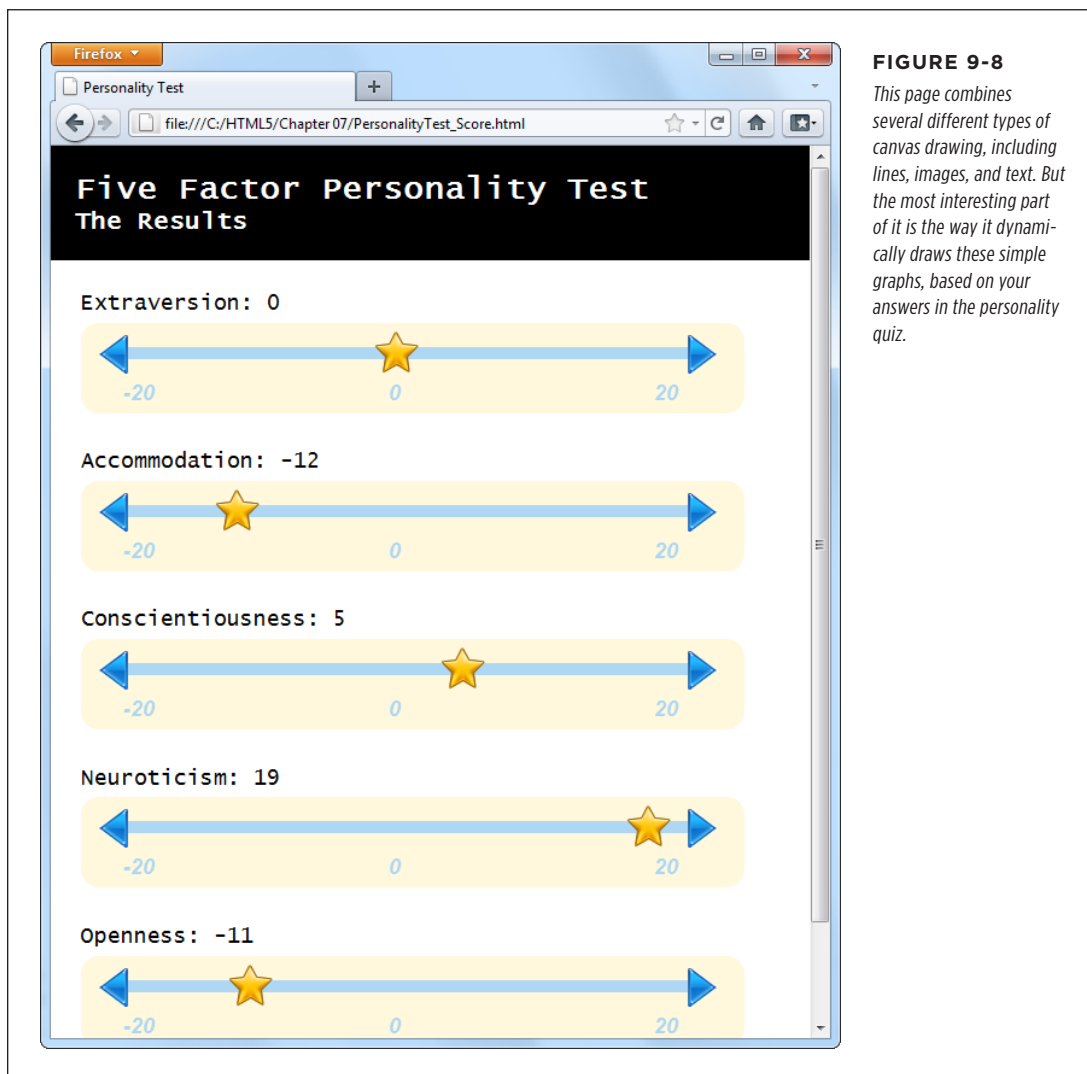 Firefox
Personality Test
file:///C:/HTML5/Chapter 07/PersonalityTest_Score.html
Five Factor Personality Test
The Results
Extraversion: 0
-20 0 20
Accommodation: -12
-20 0 20
Conscientiousness: 5
-20 0 20
Neuroticism: 19
-20 0 20
Openness: -11
-20 0 20
FIGURE 9-8
This page combines
several different types of
canvas drawing, including
lines, images, and text. But
the most interesting part
of it is the way it dynami-
cally draws these simple
graphs, based on your
answers in the personality
quiz.